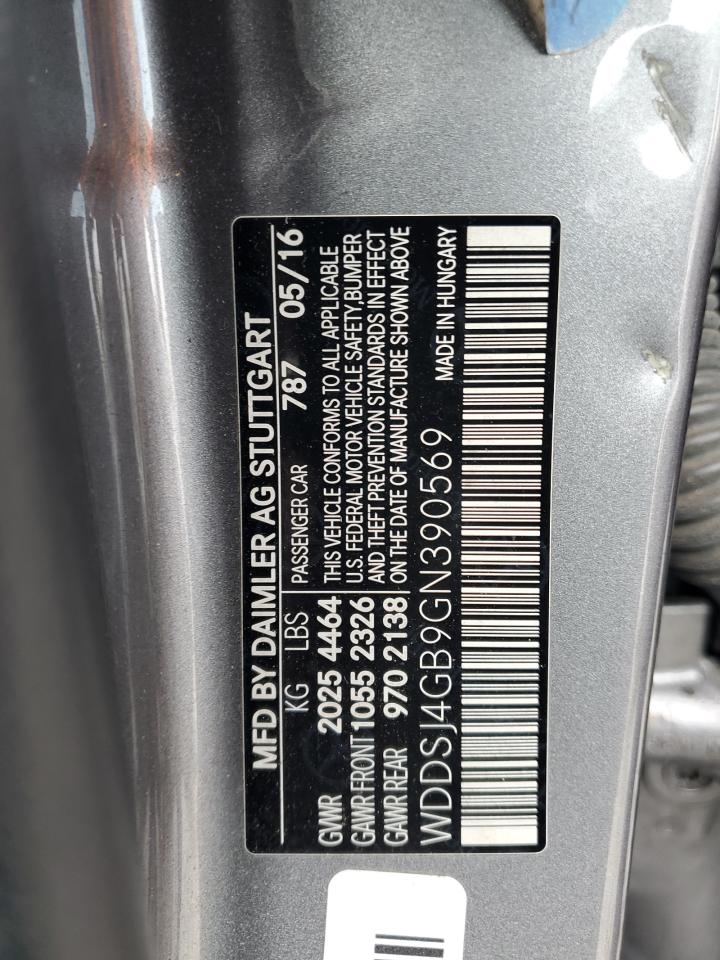 MFD BY DAIMLER AG STUTTGART
KG LBS PASSENGER CAR 787 05/16
GVWR 2025 4464
GAWR FRONT 1055 2326
GAWR REAR 970 2138
THIS VEHICLE CONFORMS TO ALL APPLICABLE
U.S. FEDERAL MOTOR VEHICLE SAFETY,BUMPER
AND THEFT PREVENTION STANDARDS IN EFFECT
ON THE DATE OF MANUFACTURE SHOWN ABOVE
WDDSJ4GB9GN390569 MADE IN HUNGARY